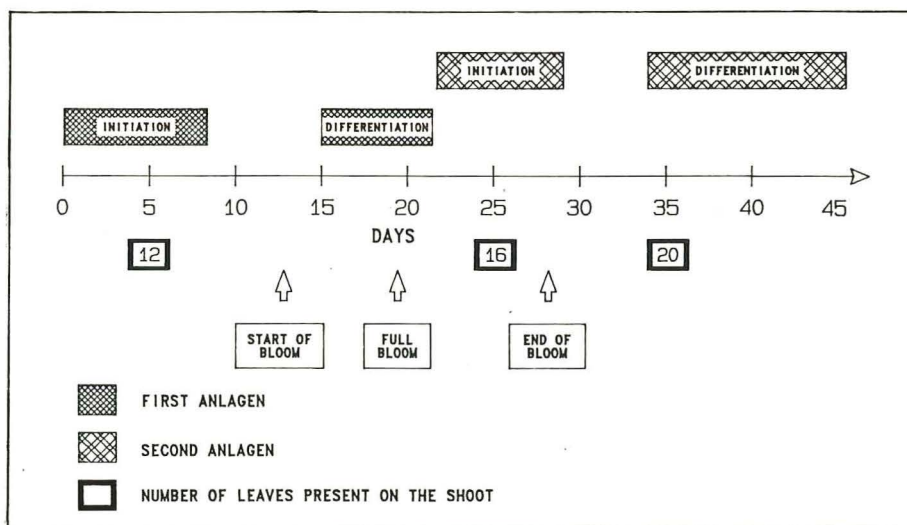 INITIATION
DIFFERENTIATION
INITIATION
DIFFERENTIATION
0 5 10 15 20 25 30 35 40 45
DAYS
12
16
20
START OF
BLOOM
FULL
BLOOM
END OF
BLOOM
FIRST ANLAGEN
SECOND ANLAGEN
NUMBER OF LEAVES PRESENT ON THE SHOOT